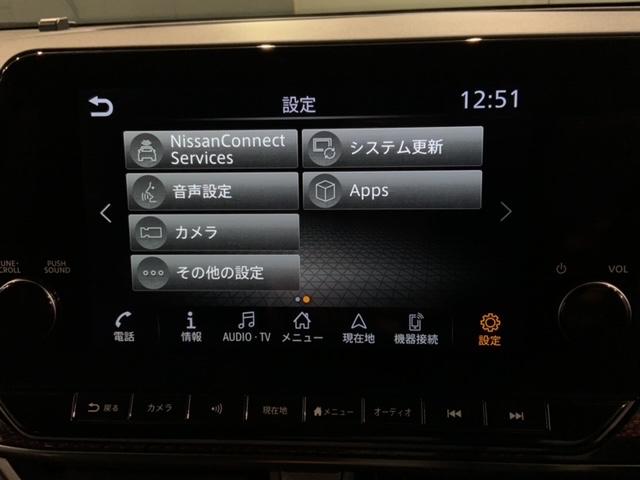 設定
12:51
NissanConnect
Services
システム更新
音声設定
Apps
カメラ
その他の設定
TUNE・
SCROLL
PUSH
SOUND
VOL
電話
情報
AUDIO・TV
メニュー
現在地
機器接続
設定
戻る
カメラ
現在地
メニュー
オーディオ